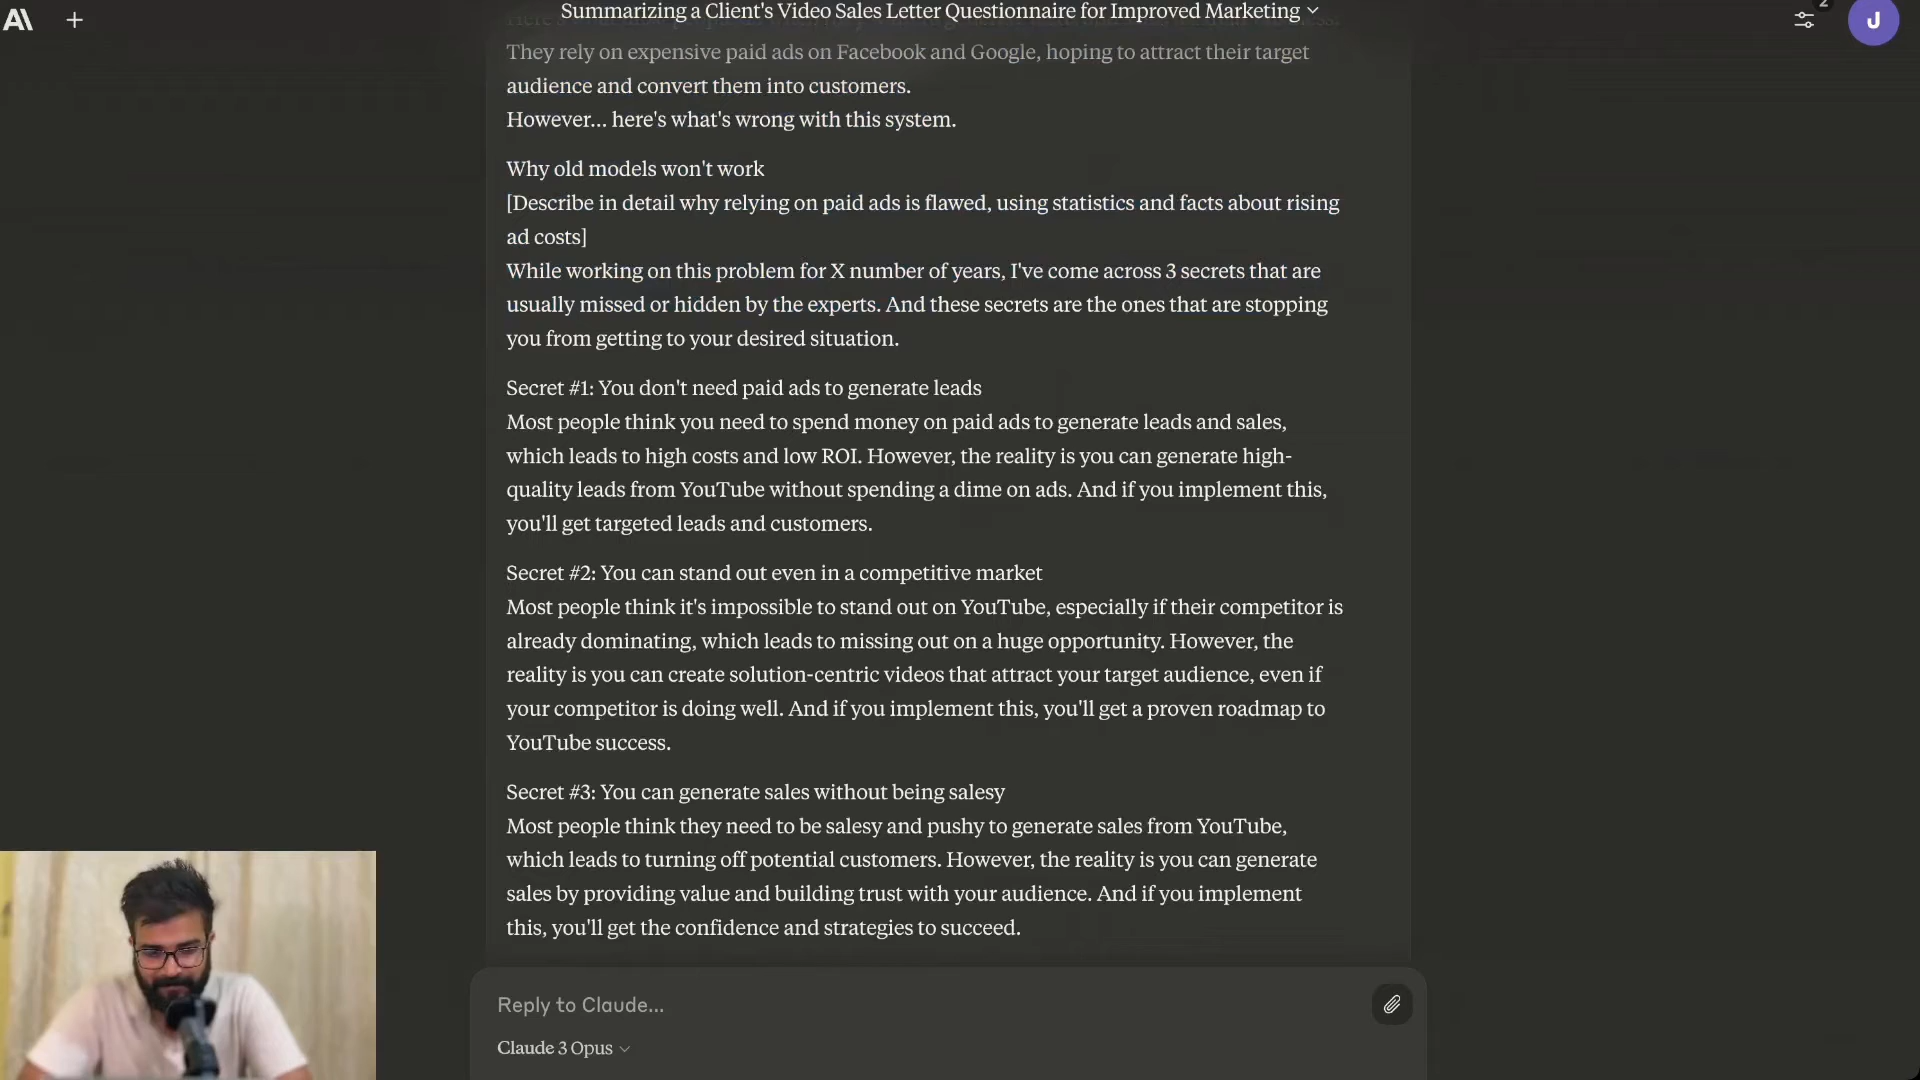 Summarizing a Client's Video Sales Letter Questionnaire for Improved Marketing
2
J
They rely on expensive paid ads on Facebook and Google, hoping to attract their target
audience and convert them into customers.
However... here's what's wrong with this system.
Why old models won't work
[Describe in detail why relying on paid ads is flawed, using statistics and facts about rising
ad costs]
While working on this problem for X number of years, I've come across 3 secrets that are
usually missed or hidden by the experts. And these secrets are the ones that are stopping
you from getting to your desired situation.
Secret #1: You don't need paid ads to generate leads
Most people think you need to spend money on paid ads to generate leads and sales,
which leads to high costs and low ROI. However, the reality is you can generate high-
quality leads from YouTube without spending a dime on ads. And if you implement this,
you'll get targeted leads and customers.
Secret #2: You can stand out even in a competitive market
Most people think it's impossible to stand out on YouTube, especially if their competitor is
already dominating, which leads to missing out on a huge opportunity. However, the
reality is you can create solution-centric videos that attract your target audience, even if
your competitor is doing well. And if you implement this, you'll get a proven roadmap to
YouTube success.
Secret #3: You can generate sales without being salesy
Most people think they need to be salesy and pushy to generate sales from YouTube,
which leads to turning off potential customers. However, the reality is you can generate
sales by providing value and building trust with your audience. And if you implement
this, you'll get the confidence and strategies to succeed.
Reply to Claude...
Claude 3 Opus